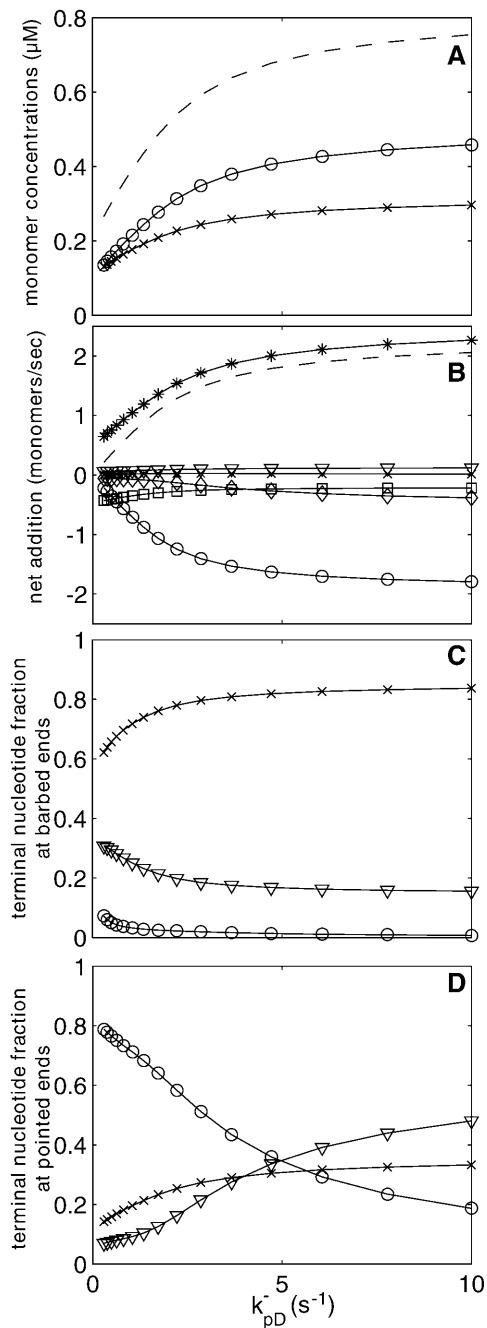 0.8
A
0.6
0.4
0.2
0
monomer concentrations (μM)
B
2
1
0
-1
-2
net addition (monomers/sec)
1
C
0.8
0.6
0.4
0.2
0
terminal nucleotide fraction
at barbed ends
1
D
0.8
0.6
0.4
0.2
0
terminal nucleotide fraction
at pointed ends
0 5 10
k⁻pD (s⁻¹)